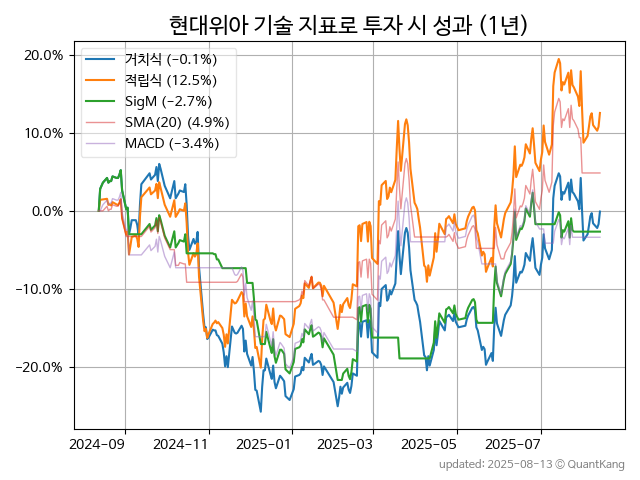 현대위아 기술 지표로 투자 시 성과 (1년)
20.0%
10.0%
0.0%
−10.0%
−20.0%
거치식 (−0.1%)
적립식 (12.5%)
SigM (−2.7%)
SMA(20) (4.9%)
MACD (−3.4%)
2024-09
2024-11
2025-01
2025-03
2025-05
2025-07
updated: 2025-08-13 © QuantKang